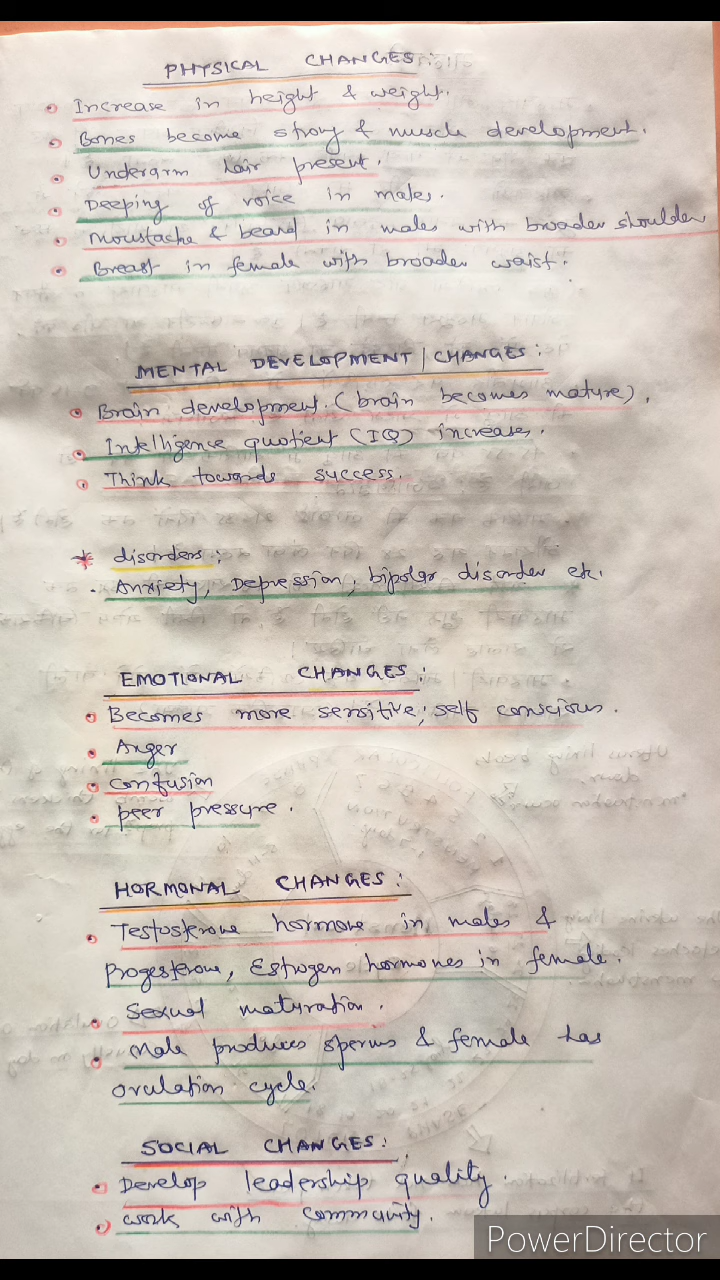 PHYSICAL CHANGES:
• Increase in height & weight.
• Bones become strong & muscle development.
• Underarm hair present.
• Deeping of voice in males.
• Moustache & beard in males with broader shoulder
• Breast in female with broader waist.
MENTAL DEVELOPMENT / CHANGES:
• Brain development. (brain becomes mature).
• Intelligence quotient (IQ) increases.
• Think towards success.
* disorders:
. Anxiety, Depression, bipolar disorder etc.
EMOTIONAL CHANGES:
• Becomes more sensitive, self conscious.
• Anger
• confusion
• peer pressure.
HORMONAL CHANGES:
• Testosterone hormone in males &
Progesterone, Estrogen hormones in female.
• Sexual maturation.
• Male produces sperms & female has
ovulation cycle.
SOCIAL CHANGES:
• Develop leadership quality.
• work with community.
PowerDirector